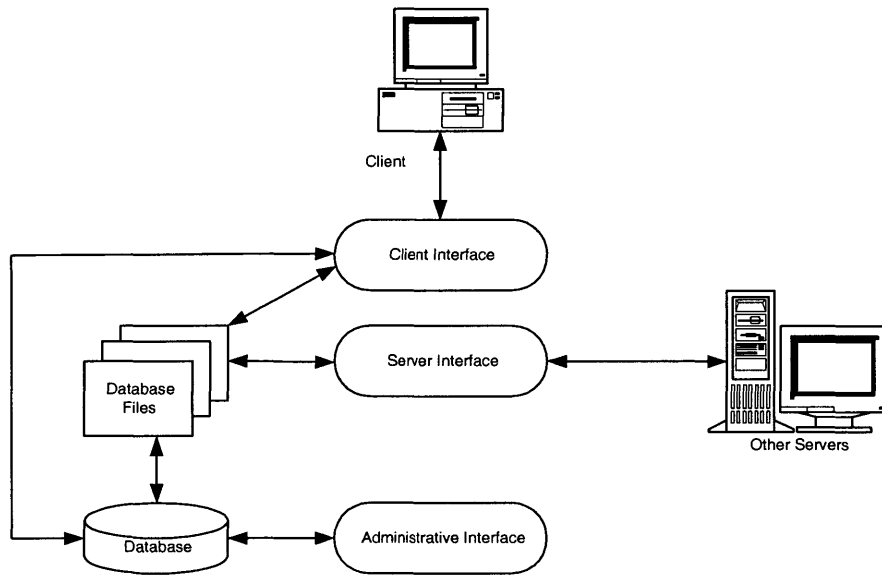 Client
Client Interface
Server Interface
Database
Files
Other Servers
Database
Administrative Interface